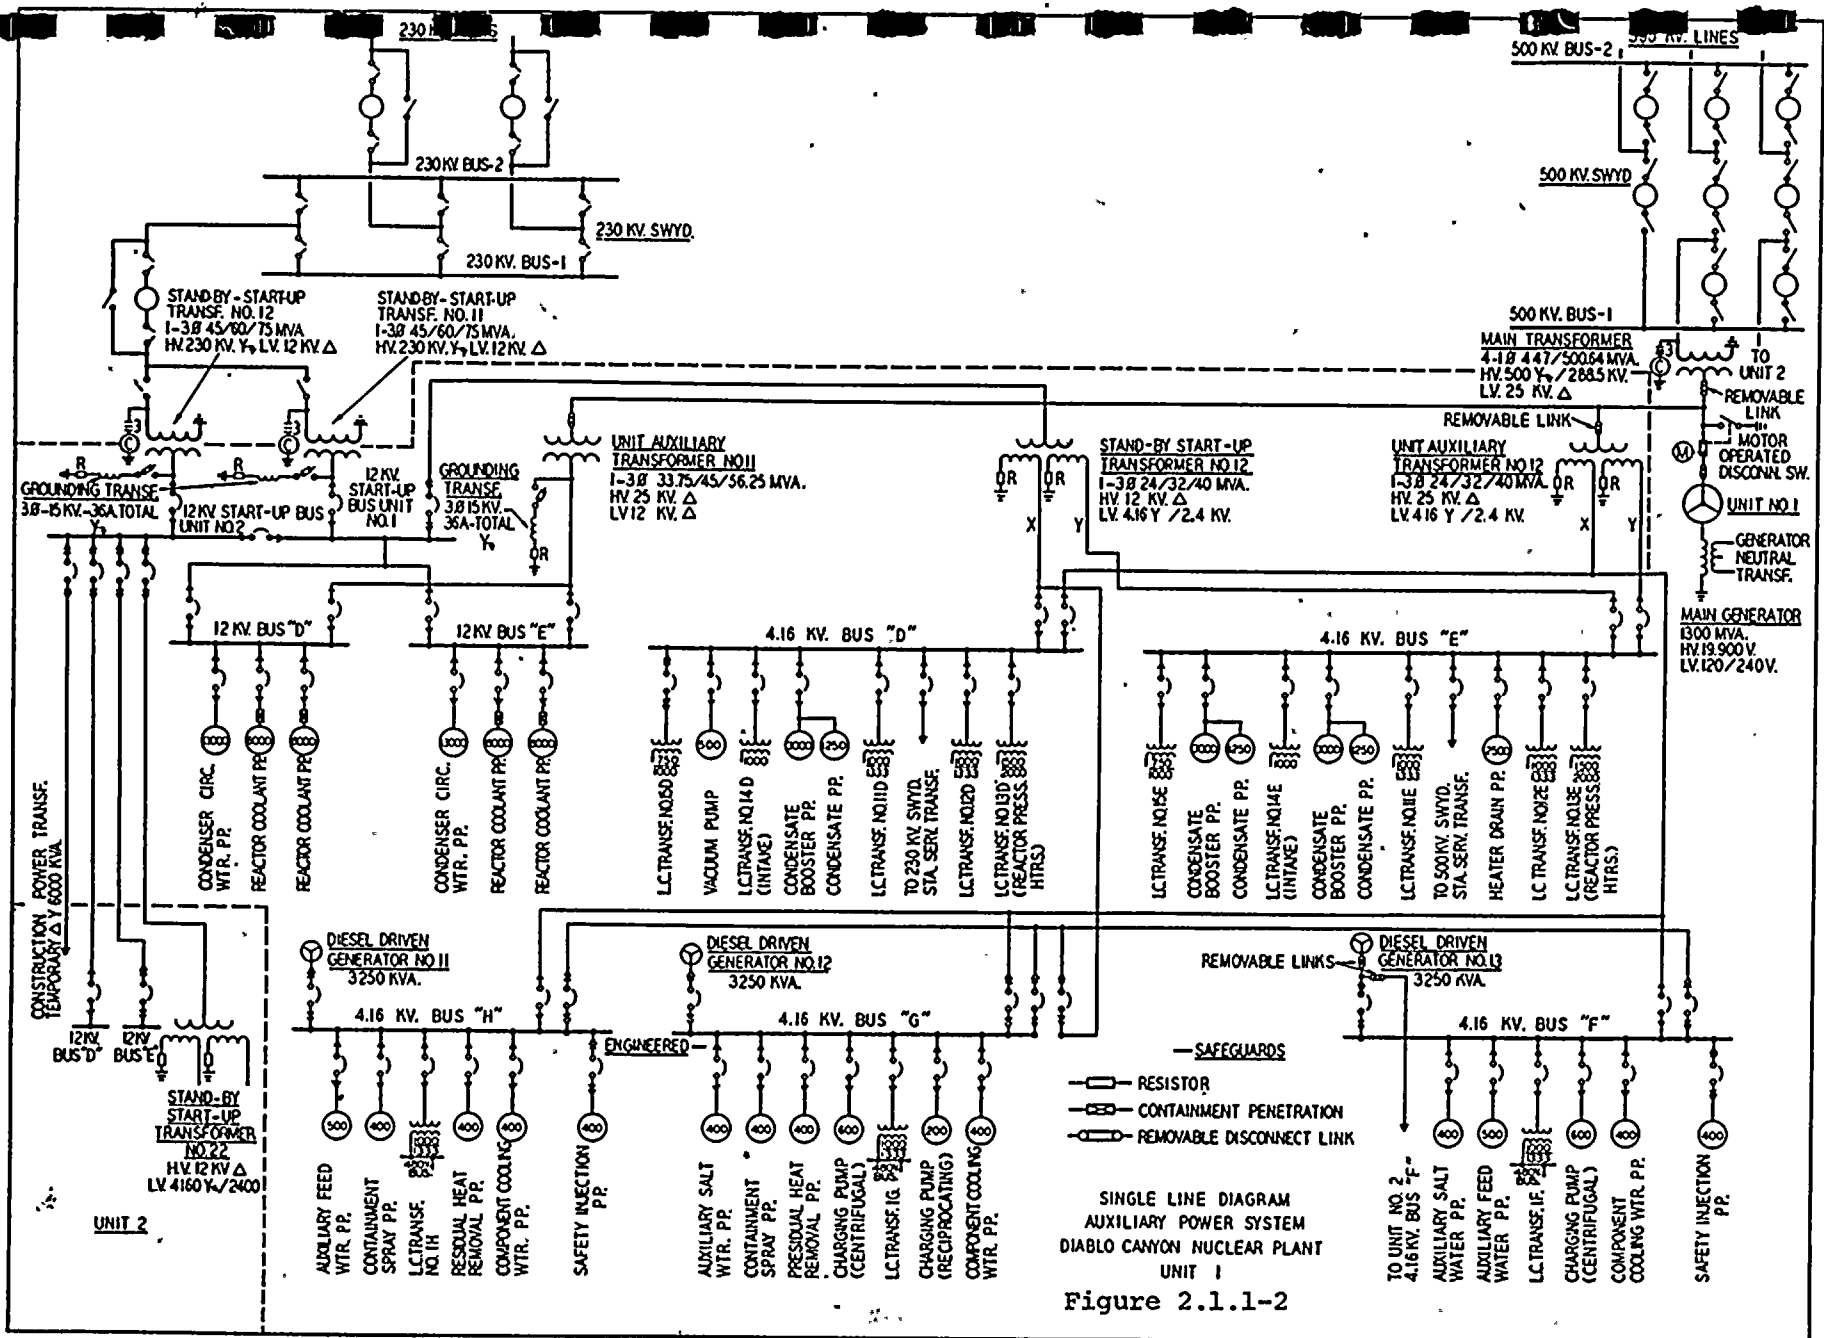 500 KV. BUS-2
KV. LINES
230 KV. BUS-2
500 KV. SWYD
230 KV. SWYD.
230 KV. BUS-1
STAND-BY-START-UP
TRANSF. NO. 12
1-3Ø 45/60/75 MVA
HV. 230 KV. Y LV. 12 KV. Δ
STAND-BY-START-UP
TRANSF. NO. 11
1-3Ø 45/60/75 MVA.
HV. 230 KV. Y LV. 12 KV. Δ
500 KV. BUS-1
MAIN TRANSFORMER
4-1Ø 447/500.64 MVA.
HV. 500 Y / 288.5 KV.
LV. 25 KV. Δ
TO
UNIT 2
REMOVABLE
LINK
MOTOR
OPERATED
DISCONN. SW.
M
UNIT NO. 1
GENERATOR
NEUTRAL
TRANSF.
MAIN GENERATOR
1300 MVA.
HV. 19.900 V.
LV. 120/240 V.
3
C
3
C
3
C
R
R
GROUNDING TRANSF.
3Ø-15 KV.-36A.TOTAL
Y
12 KV. START-UP BUS
UNIT NO. 2
12 KV.
START-UP
BUS UNIT
NO. 1
GROUNDING
TRANSF.
3Ø 15 KV.
36A-TOTAL
Y
R
UNIT AUXILIARY
TRANSFORMER NO 11
1-3Ø 33.75/45/56.25 MVA.
HV 25 KV. Δ
LV 12 KV. Δ
R
R
STAND-BY START-UP
TRANSFORMER NO. 12
1-3Ø 24/32/40 MVA.
HV 12 KV. Δ
LV. 4.16 Y / 2.4 KV.
X
Y
REMOVABLE LINK
UNIT AUXILIARY
TRANSFORMER NO 12
1-3Ø 24/32/40 MVA.
HV 25 KV. Δ
LV. 4.16 Y / 2.4 KV.
R
R
X
Y
12 KV. BUS "D"
12 KV. BUS "E"
4.16 KV. BUS "D"
4.16 KV. BUS "E"
CONDENSER CIRC.
WTR. PP.
REACTOR COOLANT PP.
REACTOR COOLANT PP.
CONDENSER CIRC.
WTR. PP.
REACTOR COOLANT PP.
REACTOR COOLANT PP.
L.C.TRANSF. NO.15D
500
VACUUM PUMP
L.C.TRANSF. NO.14D
(INTAKE)
CONDENSATE
BOOSTER PP.
CONDENSATE PP.
L.C.TRANSF. NO.11D
TO 230 KV. SWYD.
STA. SERV. TRANSF.
L.C.TRANSF. NO.12D
L.C.TRANSF. NO.13D
(REACTOR PRESS.
HTRS.)
L.C.TRANSF. NO.15E
CONDENSATE
BOOSTER PP.
CONDENSATE PP.
L.C.TRANSF. NO.14E
(INTAKE)
CONDENSATE
BOOSTER PP.
CONDENSATE PP.
L.C.TRANSF. NO.11E
TO 500 KV. SWYD.
STA. SERV. TRANSF.
HEATER DRAIN PP.
L.C TRANSF. NO.12E
L.C.TRANSF. NO.13E
(REACTOR PRESS.
HTRS.)
CONSTRUCTION POWER TRANSF.
TEMPORARY Δ Y 6000 KVA
12 KV.
BUS "D"
12 KV
BUS "E"
STAND-BY
START-UP
TRANSFORMER
NO. 22
H.V. 12 KV Δ
LV. 4160 Y/2400
UNIT 2
DIESEL DRIVEN
GENERATOR NO 11
3250 KVA.
DIESEL DRIVEN
GENERATOR NO. 12
3250 KVA.
REMOVABLE LINKS
DIESEL DRIVEN
GENERATOR NO. 13
3250 KVA.
4.16 KV. BUS "H"
4.16 KV. BUS "G"
4.16 KV. BUS "F"
ENGINEERED
SAFEGUARDS
RESISTOR
CONTAINMENT PENETRATION
REMOVABLE DISCONNECT LINK
500
AUXILIARY FEED
WTR. PP.
400
CONTAINMENT
SPRAY PP.
L.C.TRANSF.
NO. 1H
400
RESIDUAL HEAT
REMOVAL PP.
400
COMPONENT COOLING
WTR. PP.
400
SAFETY INJECTION
PP.
400
AUXILIARY SALT
WTR. PP.
400
CONTAINMENT
SPRAY PP.
400
PRESIDUAL HEAT
REMOVAL PP.
CHARGING PUMP
(CENTRIFUGAL)
L.C.TRANSF. 1G
200
CHARGING PUMP
(RECIPROCATING)
400
COMPONENT COOLING
WTR. PP.
TO UNIT NO. 2
4.16 KV. BUS "F"
400
AUXILIARY SALT
WATER PP.
500
AUXILIARY FEED
WATER PP.
L.C.TRANSF. 1F.
600
CHARGING PUMP
(CENTRIFUGAL)
400
COMPONENT
COOLING WTR. PP.
400
SAFETY INJECTION
PP.
SINGLE LINE DIAGRAM
AUXILIARY POWER SYSTEM
DIABLO CANYON NUCLEAR PLANT
UNIT 1
Figure 2.1.1-2